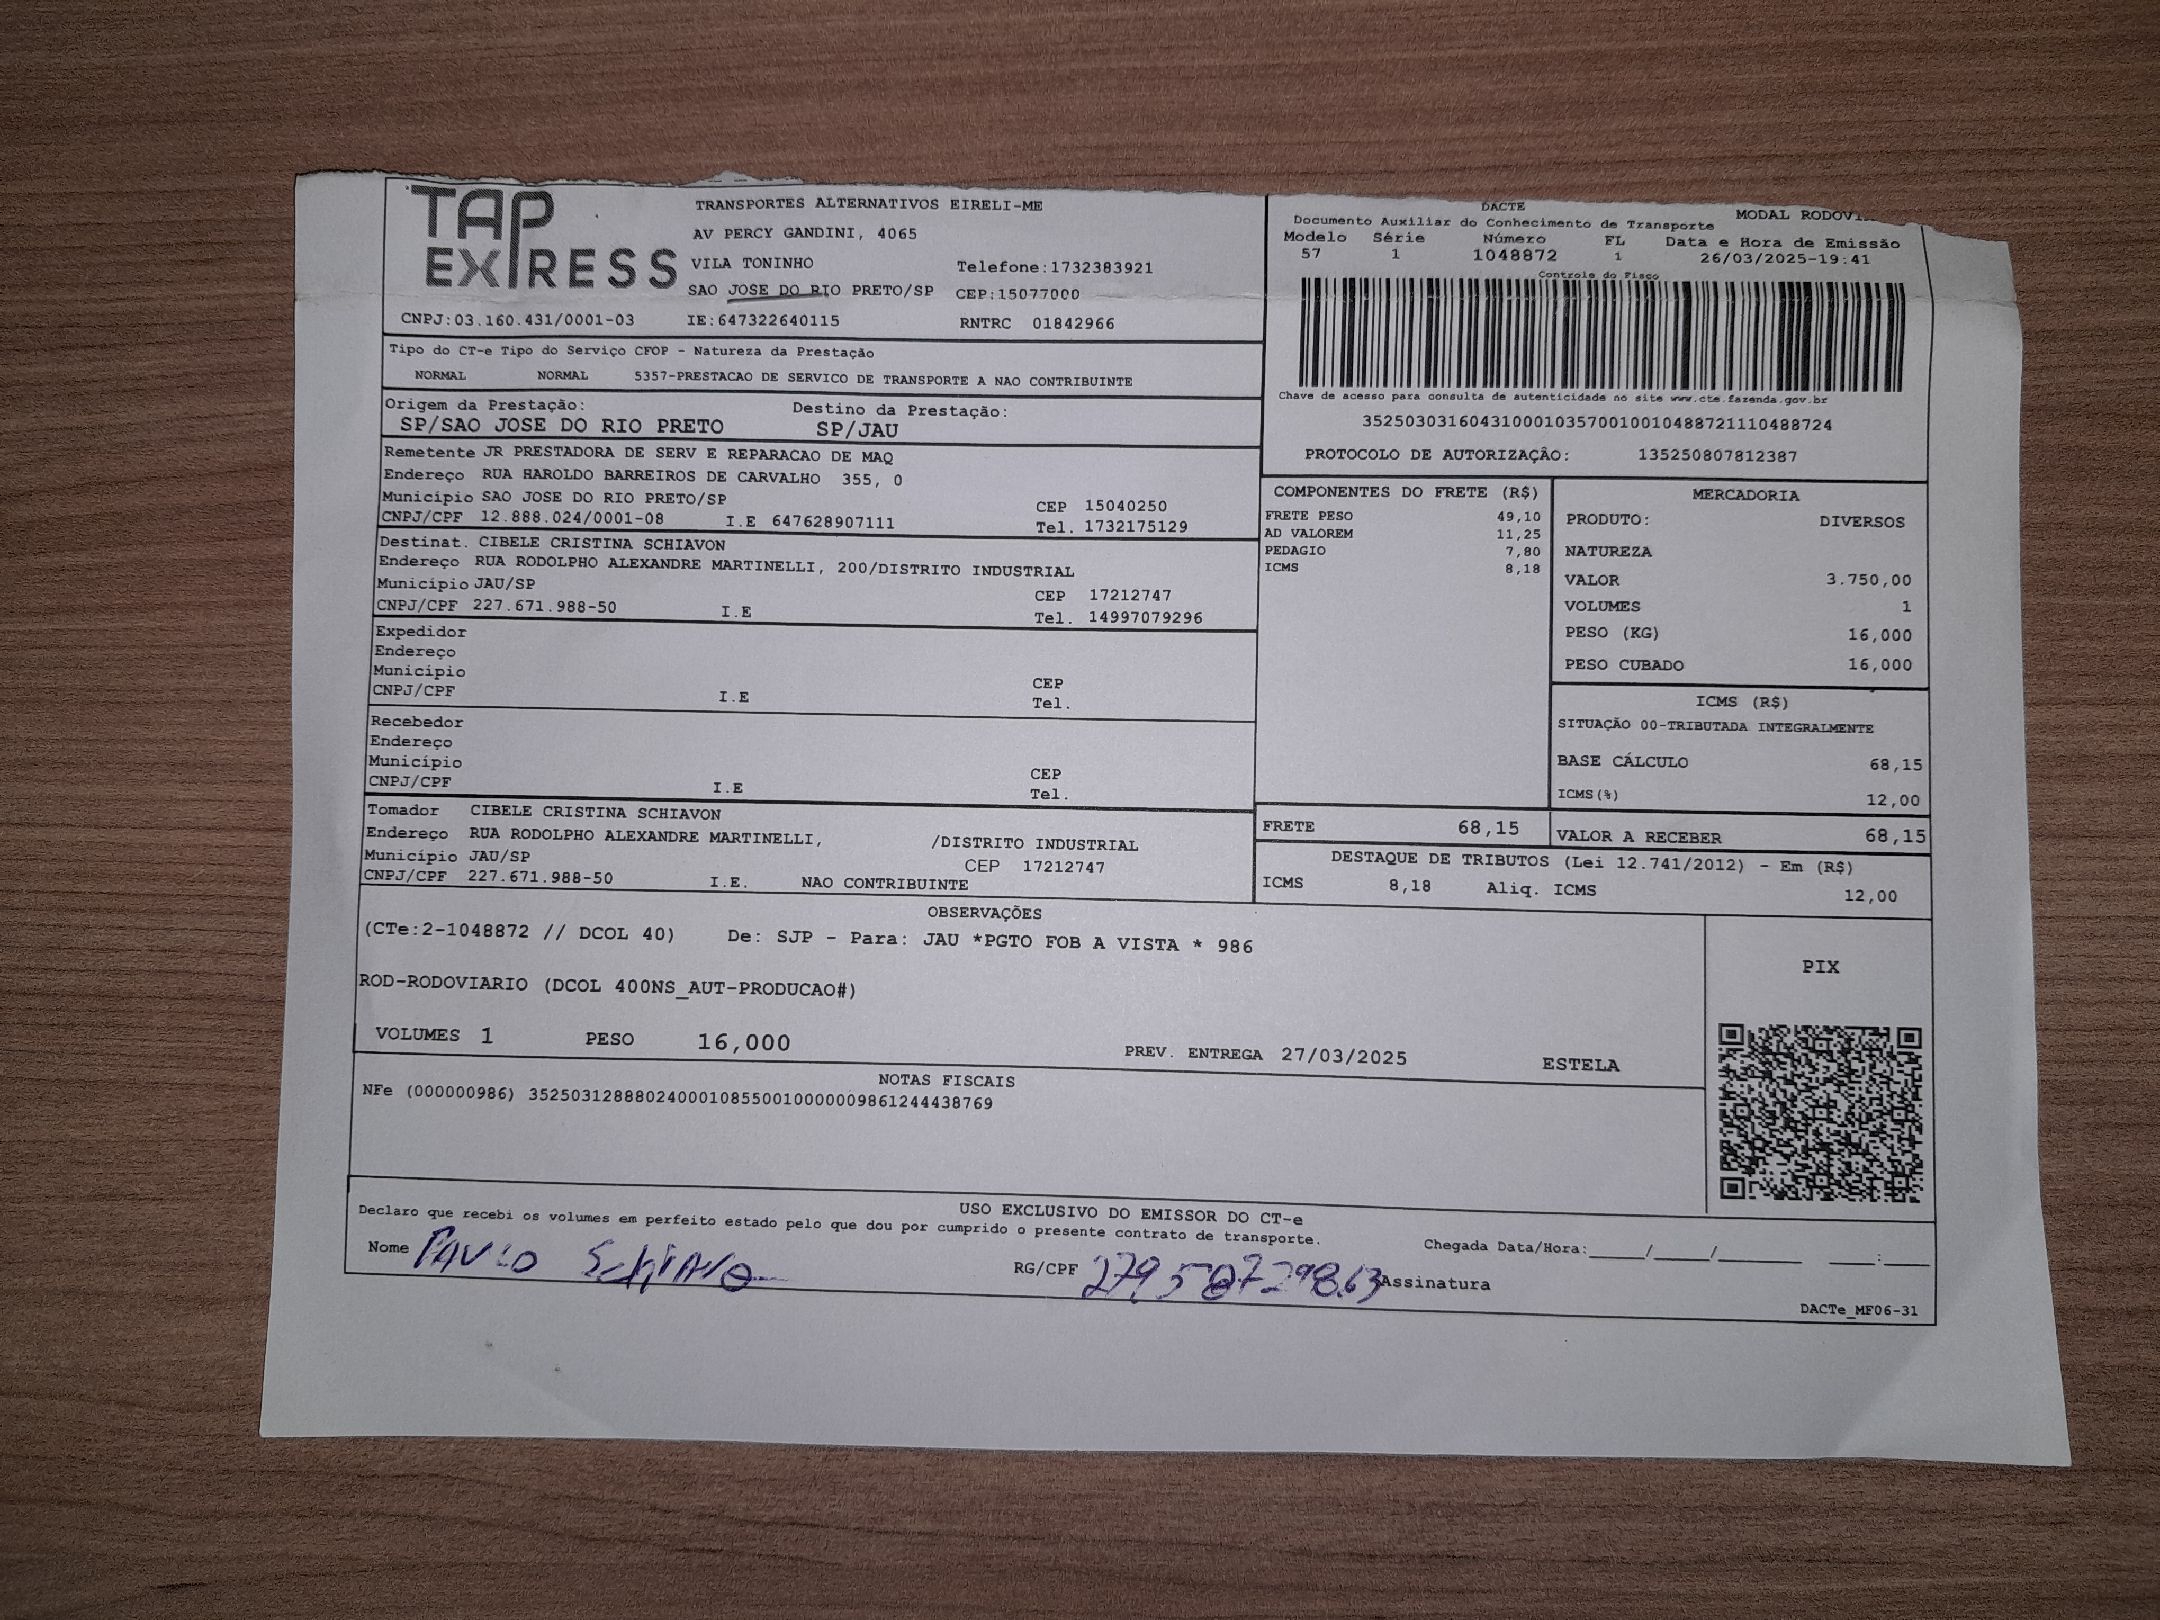 TAP EXPRESS
TRANSPORTES ALTERNATIVOS EIRELI-ME
AV PERCY GANDINI, 4065
VILA TONINHO Telefone:1732383921
SAO JOSE DO RIO PRETO/SP CEP:15077000
CNPJ:03.160.431/0001-03 IE:647322640115 RNTRC 01842966
DACTE
Documento Auxiliar do Conhecimento de Transporte MODAL
Modelo Série Número FL Data e Hora de Emissão
57 1 1048872 1 26/03/2025-19:41
Controle do Fisco
Chave de acesso para consulta de autenticidade no site www.cte.fazenda.gov.br
35250303160431000103570010010488721110488724
PROTOCOLO DE AUTORIZAÇÃO: 135250807812387
Tipo do CT-e Tipo do Serviço CFOP - Natureza da Prestação
NORMAL NORMAL 5357-PRESTACAO DE SERVICO DE TRANSPORTE A NAO CONTRIBUINTE
Origem da Prestação: Destino da Prestação:
SP/SAO JOSE DO RIO PRETO SP/JAU
Remetente JR PRESTADORA DE SERV E REPARACAO DE MAQ
Endereço RUA HAROLDO BARREIROS DE CARVALHO 355, 0
Município SAO JOSE DO RIO PRETO/SP CEP 15040250
CNPJ/CPF 12.888.024/0001-08 I.E 647628907111 Tel. 1732175129
Destinat. CIBELE CRISTINA SCHIAVON
Endereço RUA RODOLPHO ALEXANDRE MARTINELLI, 200/DISTRITO INDUSTRIAL
Município JAU/SP CEP 17212747
CNPJ/CPF 227.671.988-50 I.E Tel. 14997079296
Expedidor
Endereço
Município CEP
CNPJ/CPF I.E Tel.
Recebedor
Endereço
Município CEP
CNPJ/CPF I.E Tel.
Tomador CIBELE CRISTINA SCHIAVON
Endereço RUA RODOLPHO ALEXANDRE MARTINELLI, /DISTRITO INDUSTRIAL
Município JAU/SP CEP 17212747
CNPJ/CPF 227.671.988-50 I.E. NAO CONTRIBUINTE
COMPONENTES DO FRETE (R$)
FRETE PESO 49,10
AD VALOREM 11,25
PEDAGIO 7,80
ICMS 8,18
MERCADORIA
PRODUTO: DIVERSOS
NATUREZA
VALOR 3.750,00
VOLUMES 1
PESO (KG) 16,000
PESO CUBADO 16,000
ICMS (R$)
SITUAÇÃO 00-TRIBUTADA INTEGRALMENTE
BASE CÁLCULO 68,15
ICMS(%) 12,00
FRETE 68,15 VALOR A RECEBER 68,15
DESTAQUE DE TRIBUTOS (Lei 12.741/2012) - Em (R$)
ICMS 8,18 Aliq. ICMS 12,00
OBSERVAÇÕES
(CTe:2-1048872 // DCOL 40) De: SJP - Para: JAU *PGTO FOB A VISTA * 986
ROD-RODOVIARIO (DCOL 400NS_AUT-PRODUCAO#)
VOLUMES 1 PESO 16,000 PREV. ENTREGA 27/03/2025 ESTELA
PIX
NOTAS FISCAIS
NFe (000000986) 35250312888024000108550010000009861244438769
USO EXCLUSIVO DO EMISSOR DO CT-e
Declaro que recebi os volumes em perfeito estado pelo que dou por cumprido o presente contrato de transporte.
Nome PAULO Schiavo RG/CPF 279.587298.63 Assinatura
Chegada Data/Hora:_____/_____/_______ ___:___
DACTe_MF06-31